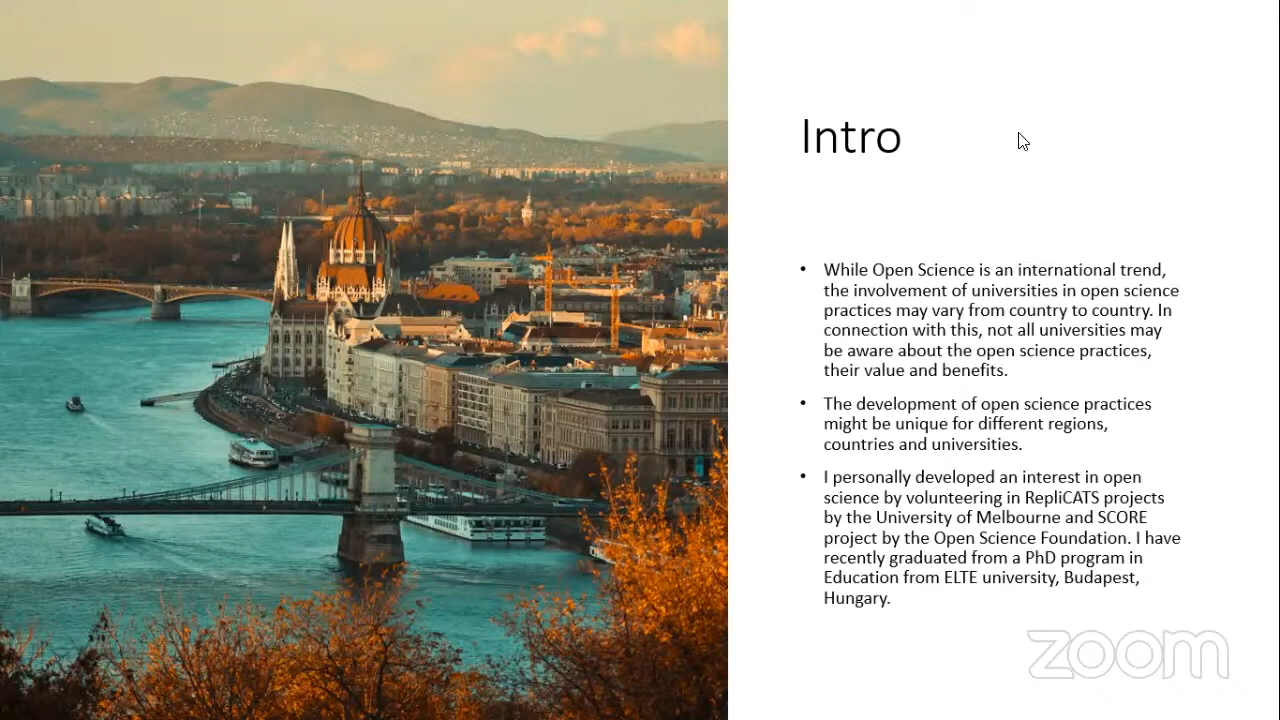 Intro
• While Open Science is an international trend,
the involvement of universities in open science
practices may vary from country to country. In
connection with this, not all universities may
be aware about the open science practices,
their value and benefits.
• The development of open science practices
might be unique for different regions,
countries and universities.
• I personally developed an interest in open
science by volunteering in RepliCATS projects
by the University of Melbourne and SCORE
project by the Open Science Foundation. I have
recently graduated from a PhD program in
Education from ELTE university, Budapest,
Hungary.
zoom